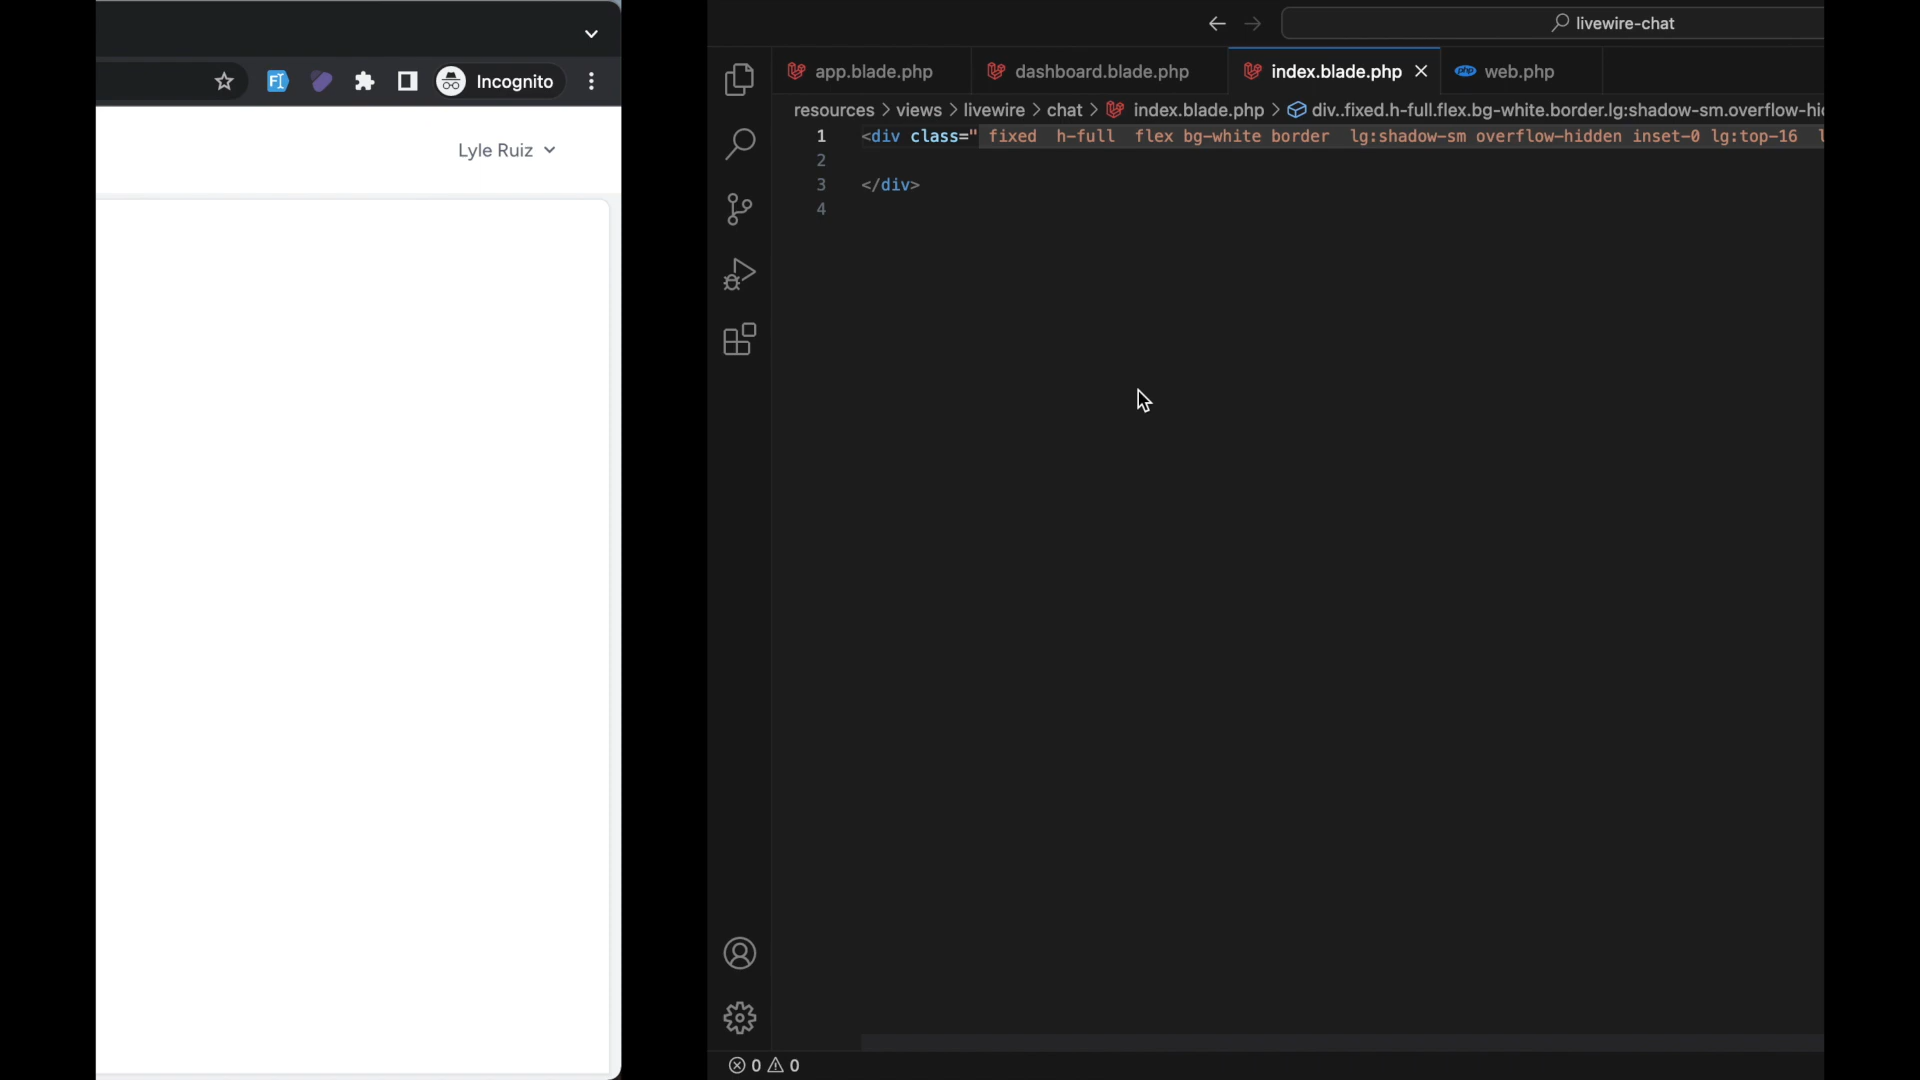 Incognito
Lyle Ruiz
livewire-chat
app.blade.php
dashboard.blade.php
index.blade.php
php web.php
resources > views > livewire > chat > index.blade.php > div..fixed.h-full.flex.bg-white.border.lg:shadow-sm.overflow-hi
1 <div class=" fixed  h-full  flex bg-white border  lg:shadow-sm overflow-hidden inset-0 lg:top-16
2
3 </div>
4
0 0